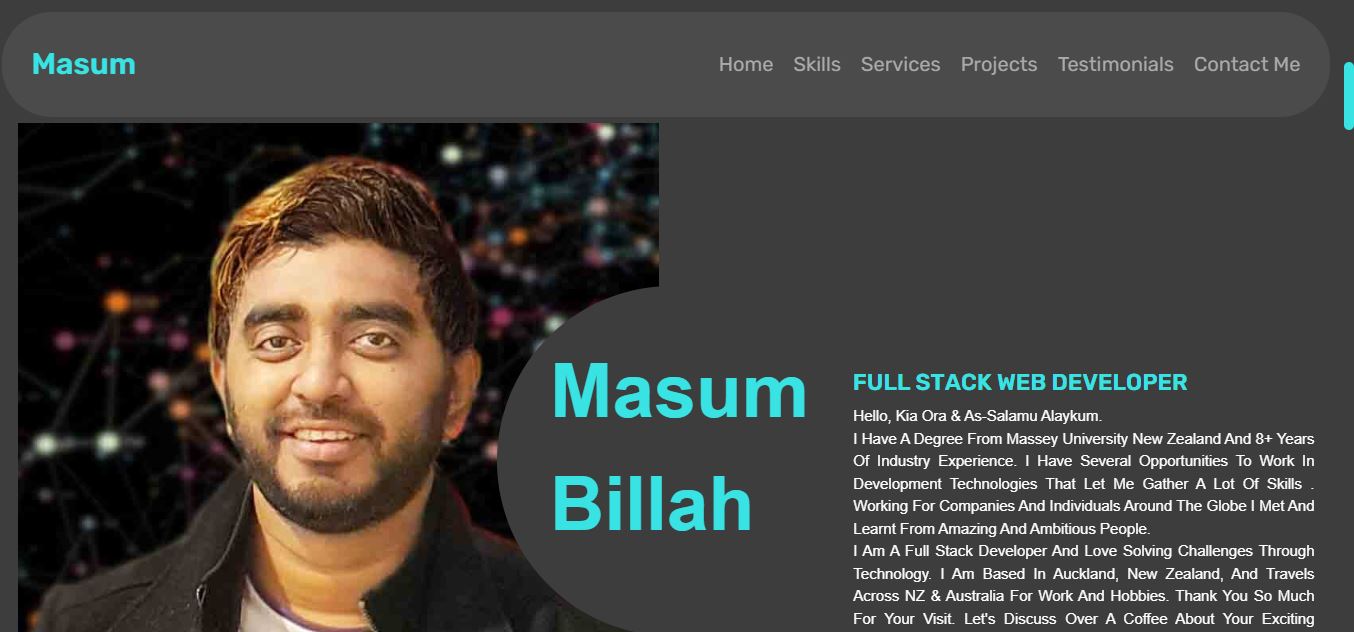 Masum
Home Skills Services Projects Testimonials Contact Me
Masum
Billah
FULL STACK WEB DEVELOPER
Hello, Kia Ora & As-Salamu Alaykum.
I Have A Degree From Massey University New Zealand And 8+ Years
Of Industry Experience. I Have Several Opportunities To Work In
Development Technologies That Let Me Gather A Lot Of Skills .
Working For Companies And Individuals Around The Globe I Met And
Learnt From Amazing And Ambitious People.
I Am A Full Stack Developer And Love Solving Challenges Through
Technology. I Am Based In Auckland, New Zealand, And Travels
Across NZ & Australia For Work And Hobbies. Thank You So Much
For Your Visit. Let's Discuss Over A Coffee About Your Exciting